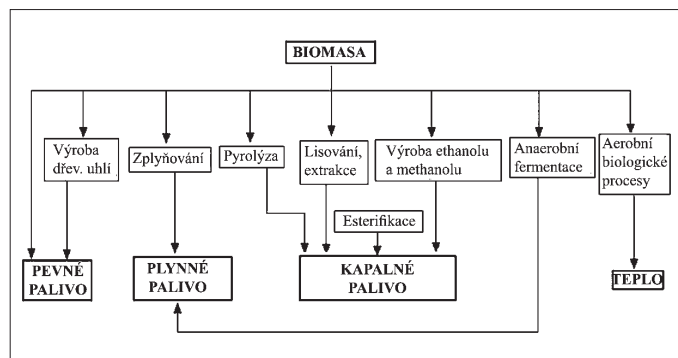 BIOMASA
Výroba
dřev. uhlí
Zplyňování
Pyrolýza
Lisování,
extrakce
Výroba ethanolu
a methanolu
Anaerobní
fermentace
Aerobní
biologické
procesy
Esterifikace
PEVNÉ
PALIVO
PLYNNÉ
PALIVO
KAPALNÉ
PALIVO
TEPLO